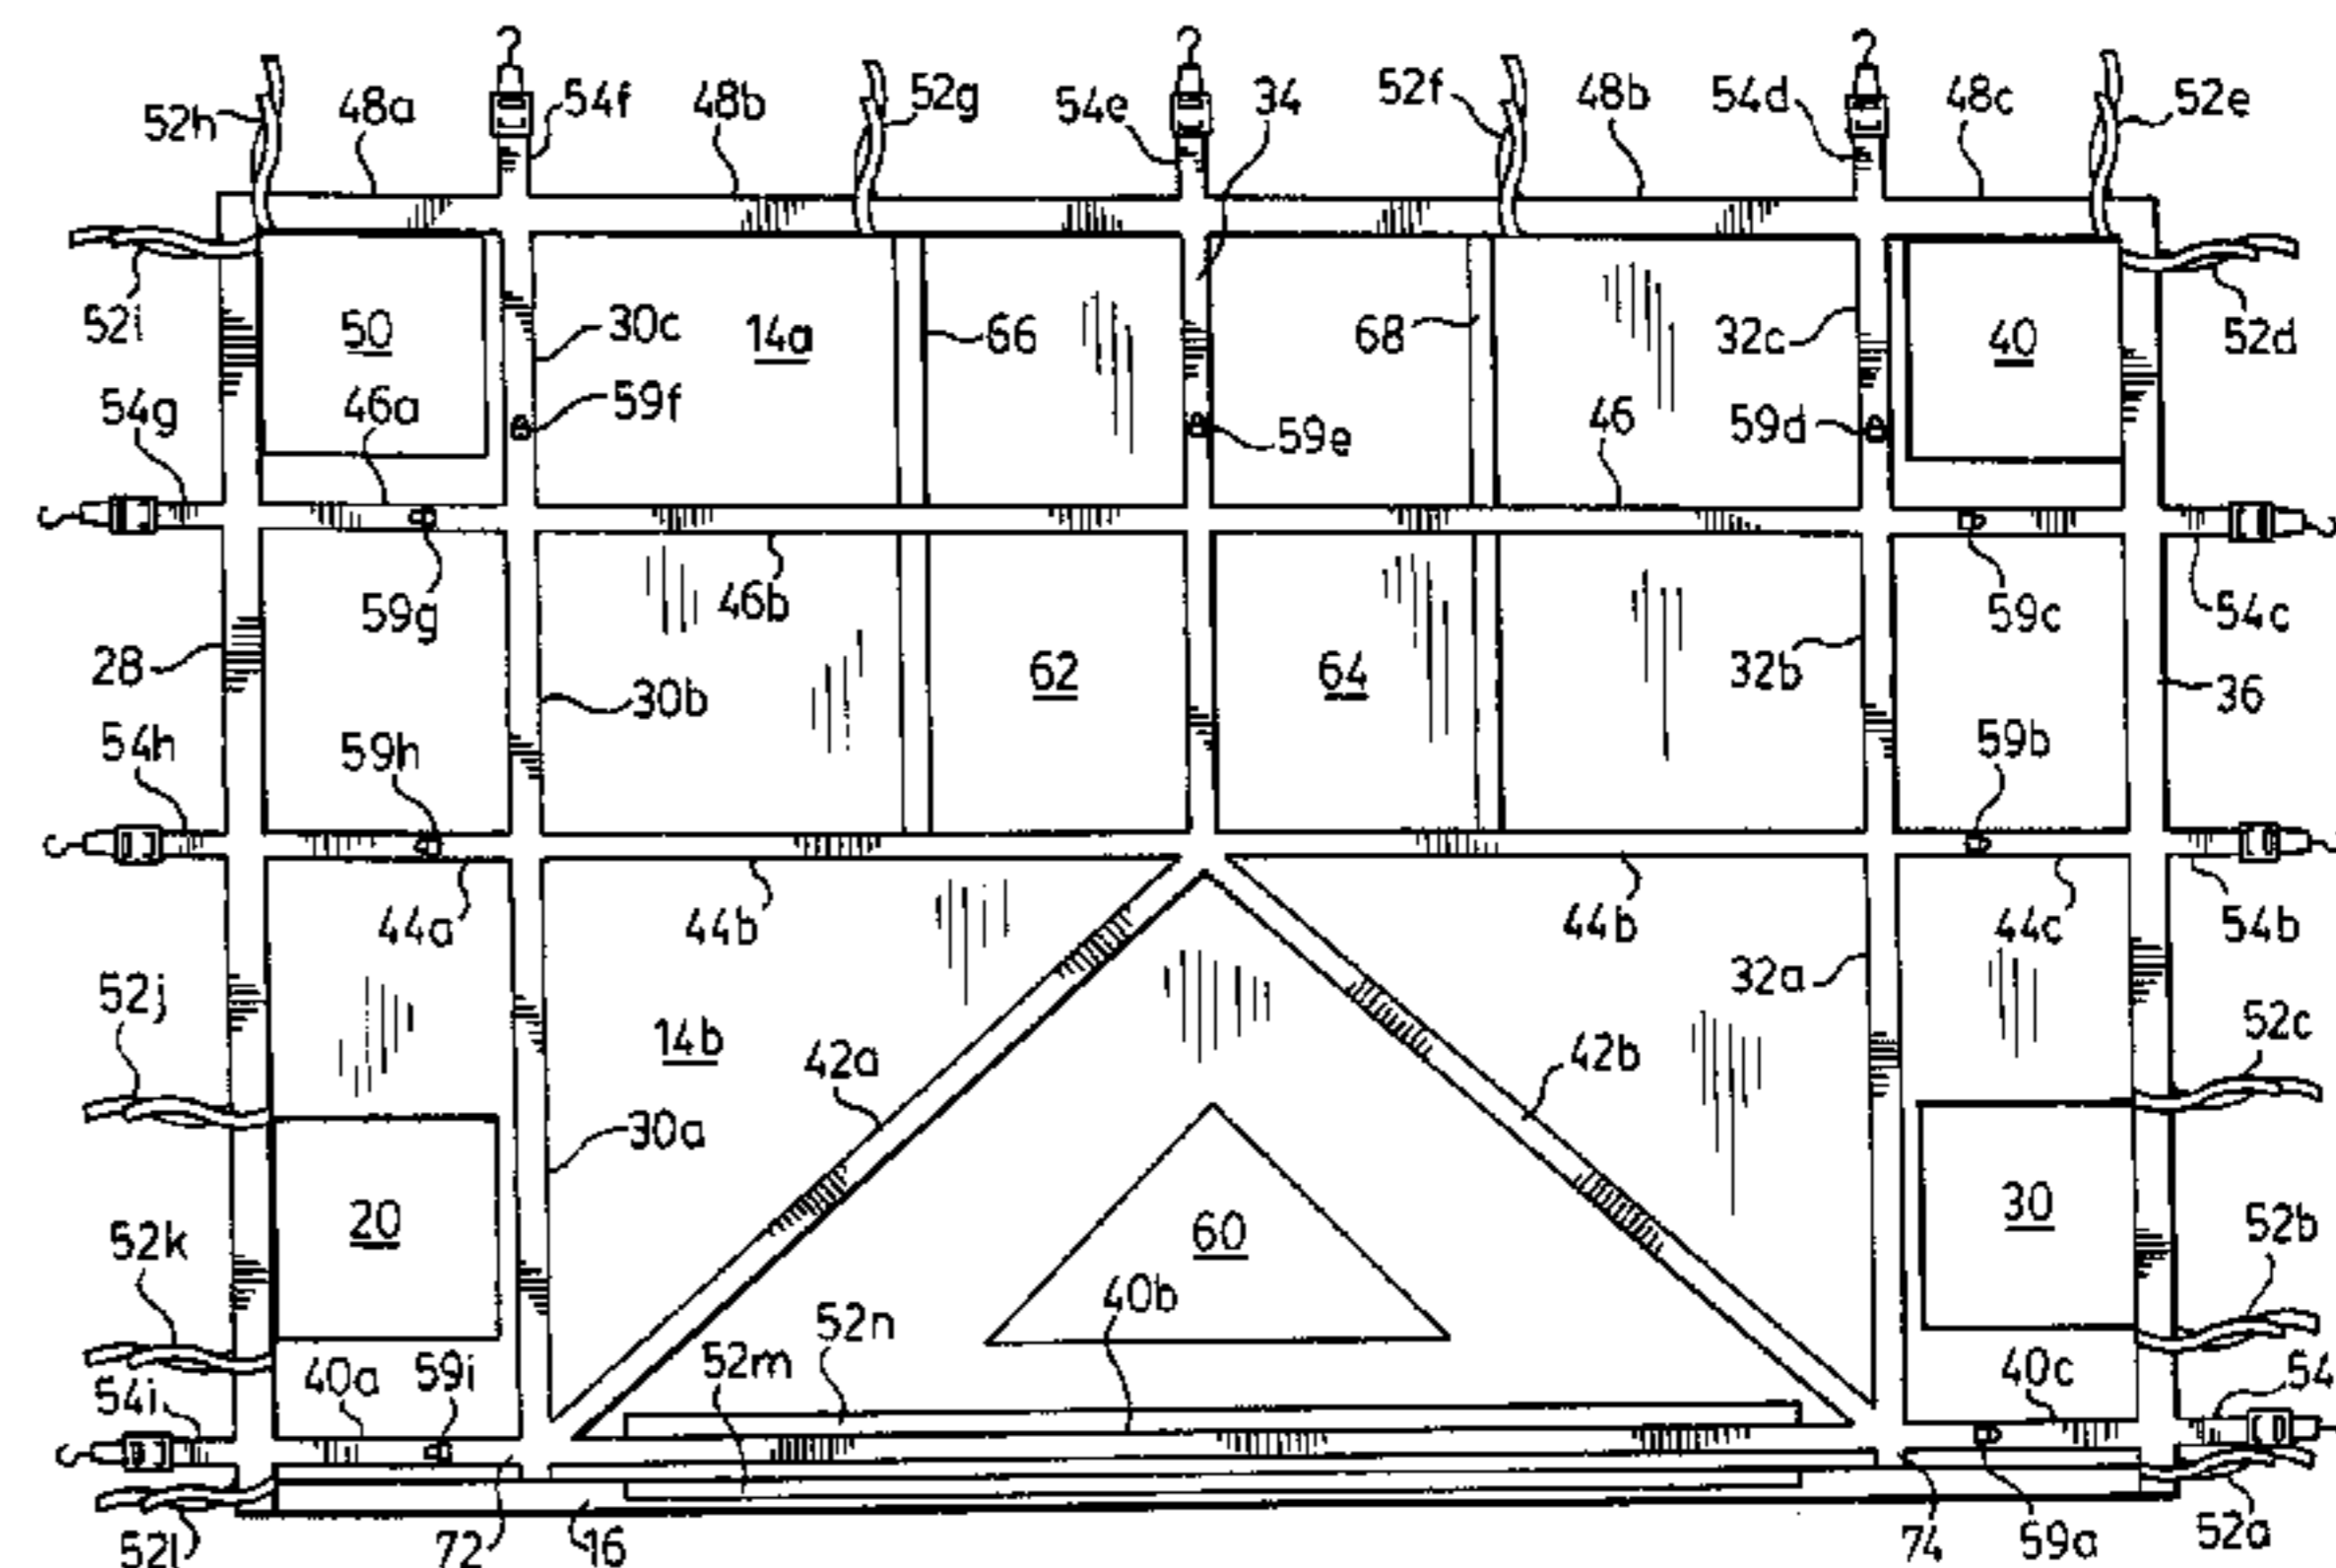 52h 48a 54f 48b 52g 54e 34 52f 48b 54d 48c 52e
52i 50 30c 14a 66 68 32c 40 52d
54g 46a 59f 59e 46 59d
59g 46b 59c 54c
28 30b 62 64 32b 36
54h 59h 59b
44a 44b 44b 44c 54b
52j 14b 42a 42b 32a 52c
30a
52k 20 60 30 52b
40b
54i 40a 59i 52m 52n 40c 54
52l 72 16 74 59a 52a